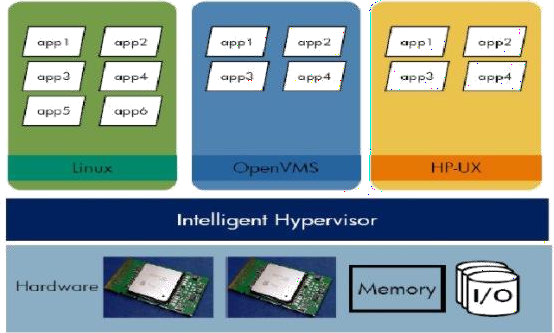 app1 app2
app3 app4
app5 app6
Linux
app1 app2
app3 app4
OpenVMS
app1 app2
app3 app4
HP-UX
Intelligent Hypervisor
Hardware
Memory
I/O